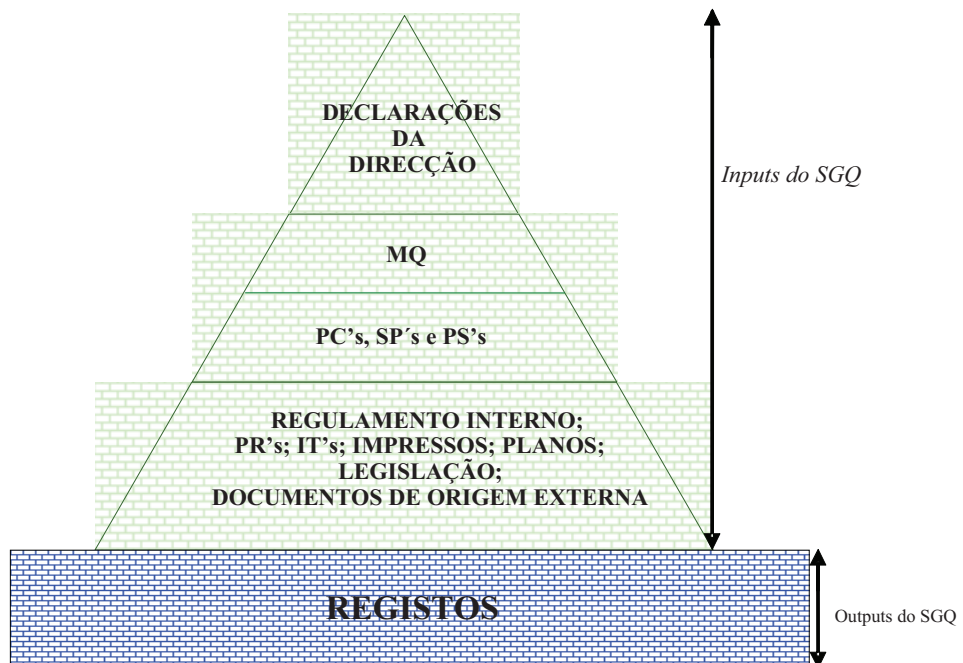 DECLARAÇÕES
DA
DIRECÇÃO
Inputs do SGQ
MQ
PC's, SP´s e PS's
REGULAMENTO INTERNO;
PR's; IT's; IMPRESSOS; PLANOS;
LEGISLAÇÃO;
DOCUMENTOS DE ORIGEM EXTERNA
REGISTOS
Outputs do SGQ